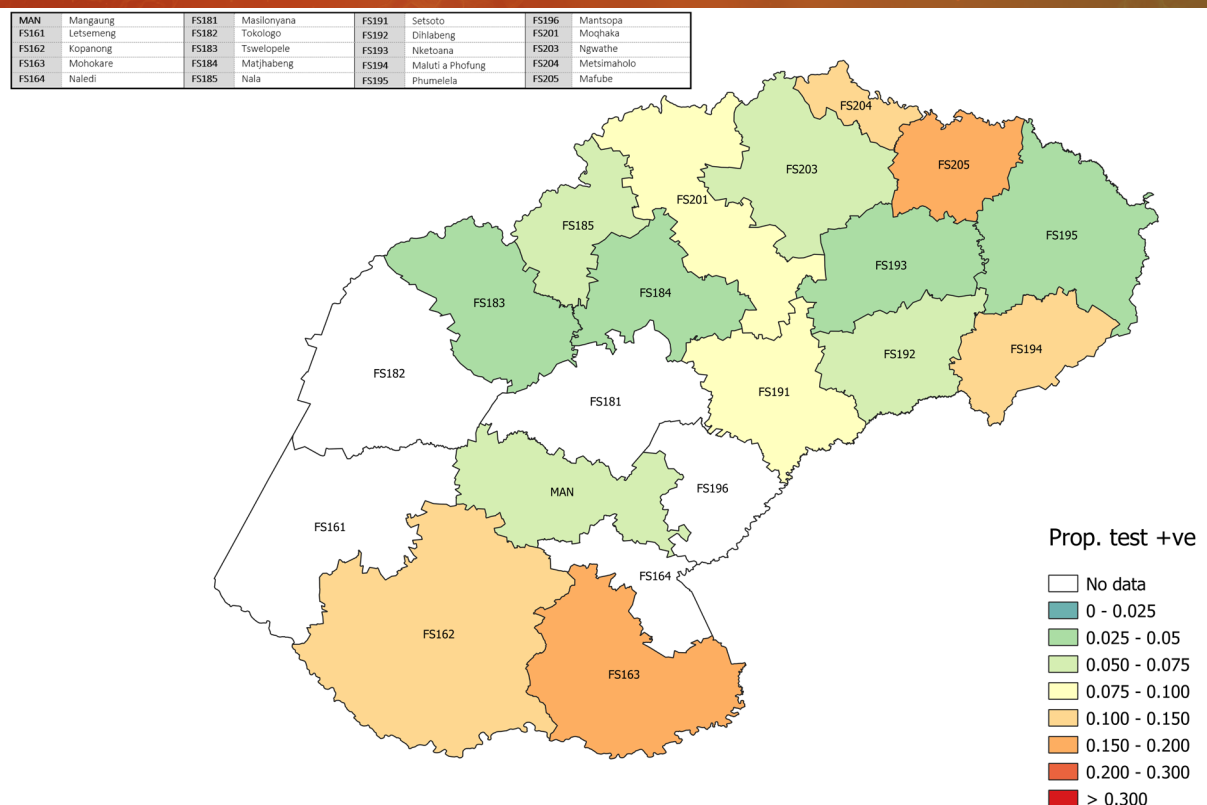 MAN Mangaung FS181 Masilonyana FS191 Setsoto FS196 Mantsopa
FS161 Letsemeng FS182 Tokologo FS192 Dihlabeng FS201 Moqhaka
FS162 Kopanong FS183 Tswelopele FS193 Nketoana FS203 Ngwathe
FS163 Mohokare FS184 Matjhabeng FS194 Maluti a Phofung FS204 Metsimaholo
FS164 Naledi FS185 Nala FS195 Phumelela FS205 Mafube
FS204
FS205
FS203
FS201
FS185
FS195
FS193
FS184
FS183
FS194
FS192
FS182
FS191
FS181
FS196
MAN
FS161
FS164
FS162
FS163
Prop. test +ve
No data
0 - 0.025
0.025 - 0.05
0.050 - 0.075
0.075 - 0.100
0.100 - 0.150
0.150 - 0.200
0.200 - 0.300
> 0.300